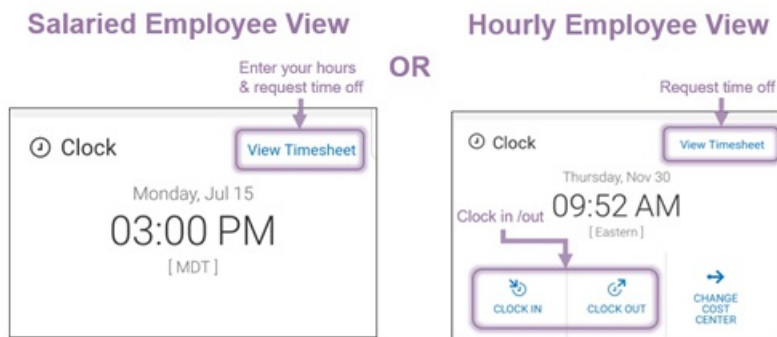 Salaried Employee View
Enter your hours
& request time off
Clock
View Timesheet
Monday, Jul 15
03:00 PM
[ MDT ]
OR
Hourly Employee View
Request time off
Clock
View Timesheet
Thursday, Nov 30
Clock in /out
09:52 AM
[ Eastern ]
CLOCK IN
CLOCK OUT
CHANGE
COST
CENTER